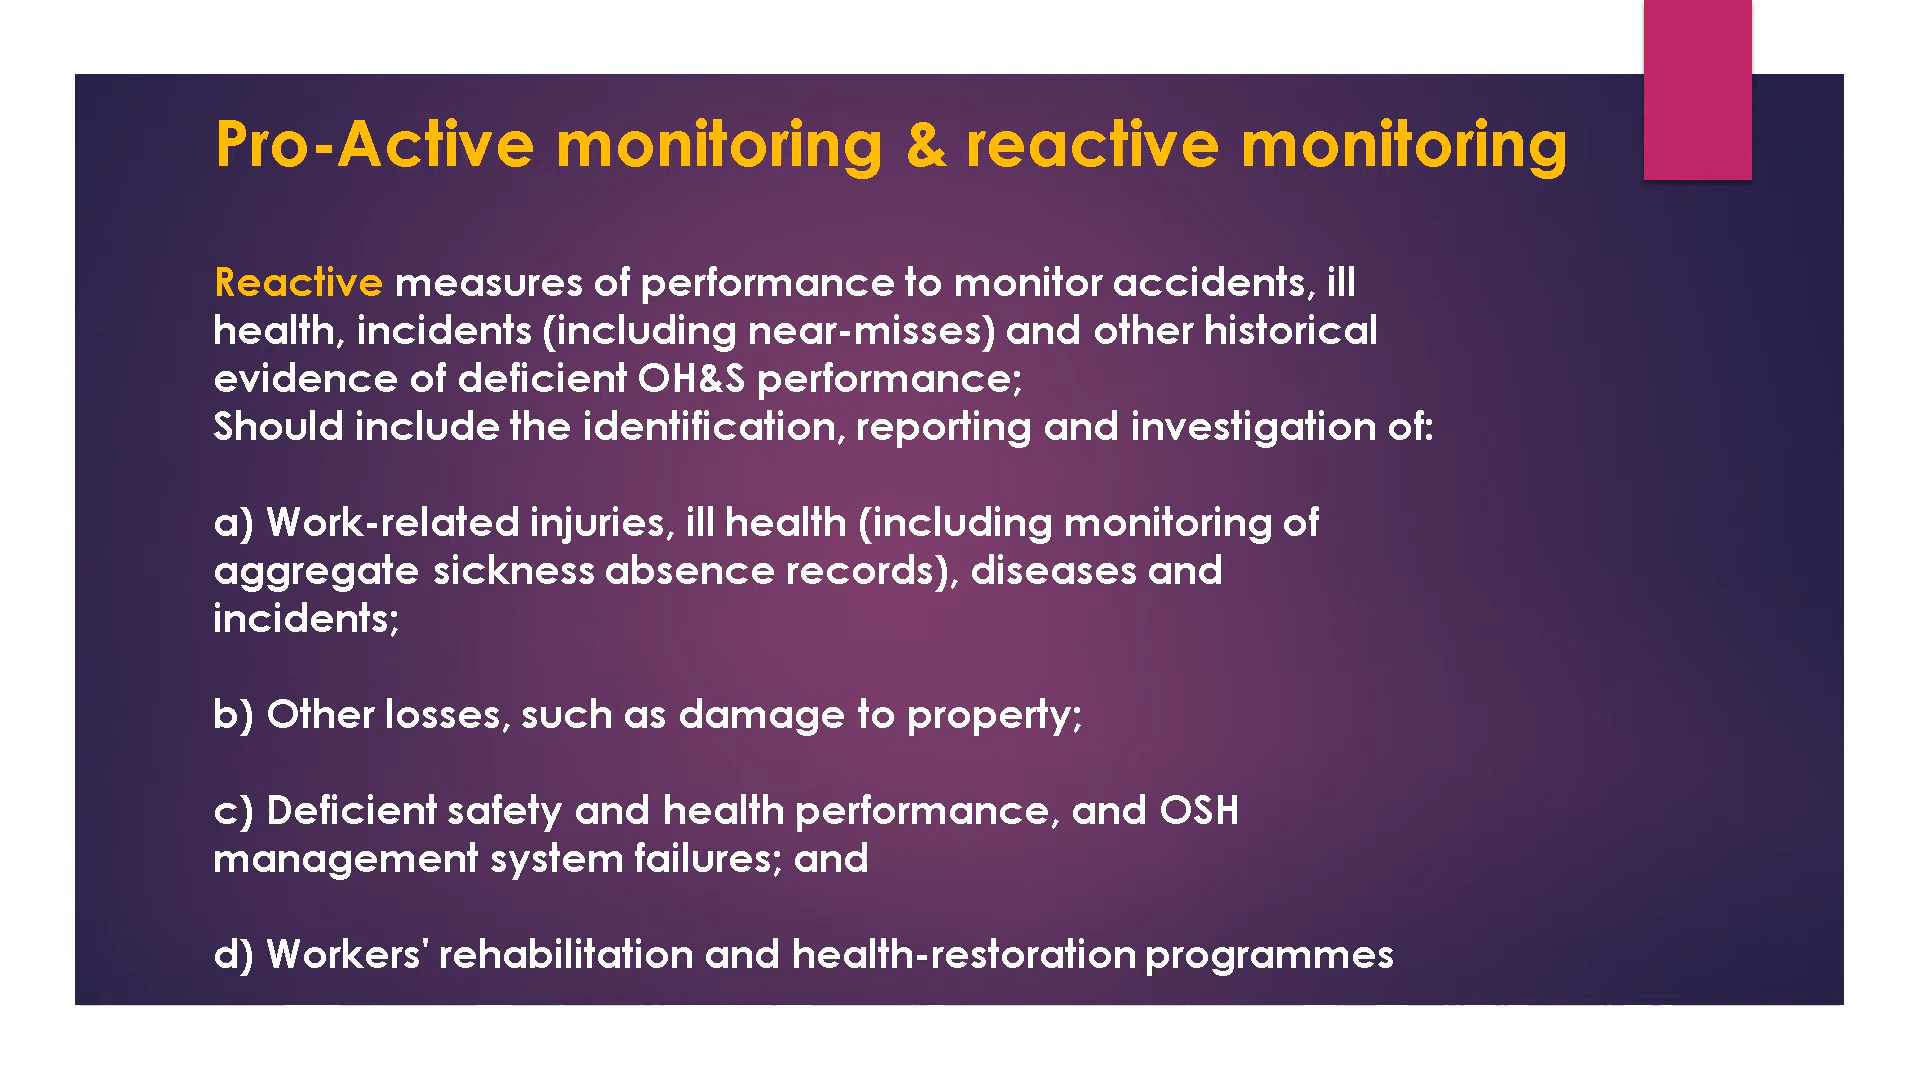 Pro-Active monitoring & reactive monitoring
Reactive measures of performance to monitor accidents, ill
health, incidents (including near-misses) and other historical
evidence of deficient OH&S performance;
Should include the identification, reporting and investigation of:
a) Work-related injuries, ill health (including monitoring of
aggregate sickness absence records), diseases and
incidents;
b) Other losses, such as damage to property;
c) Deficient safety and health performance, and OSH
management system failures; and
d) Workers' rehabilitation and health-restoration programmes